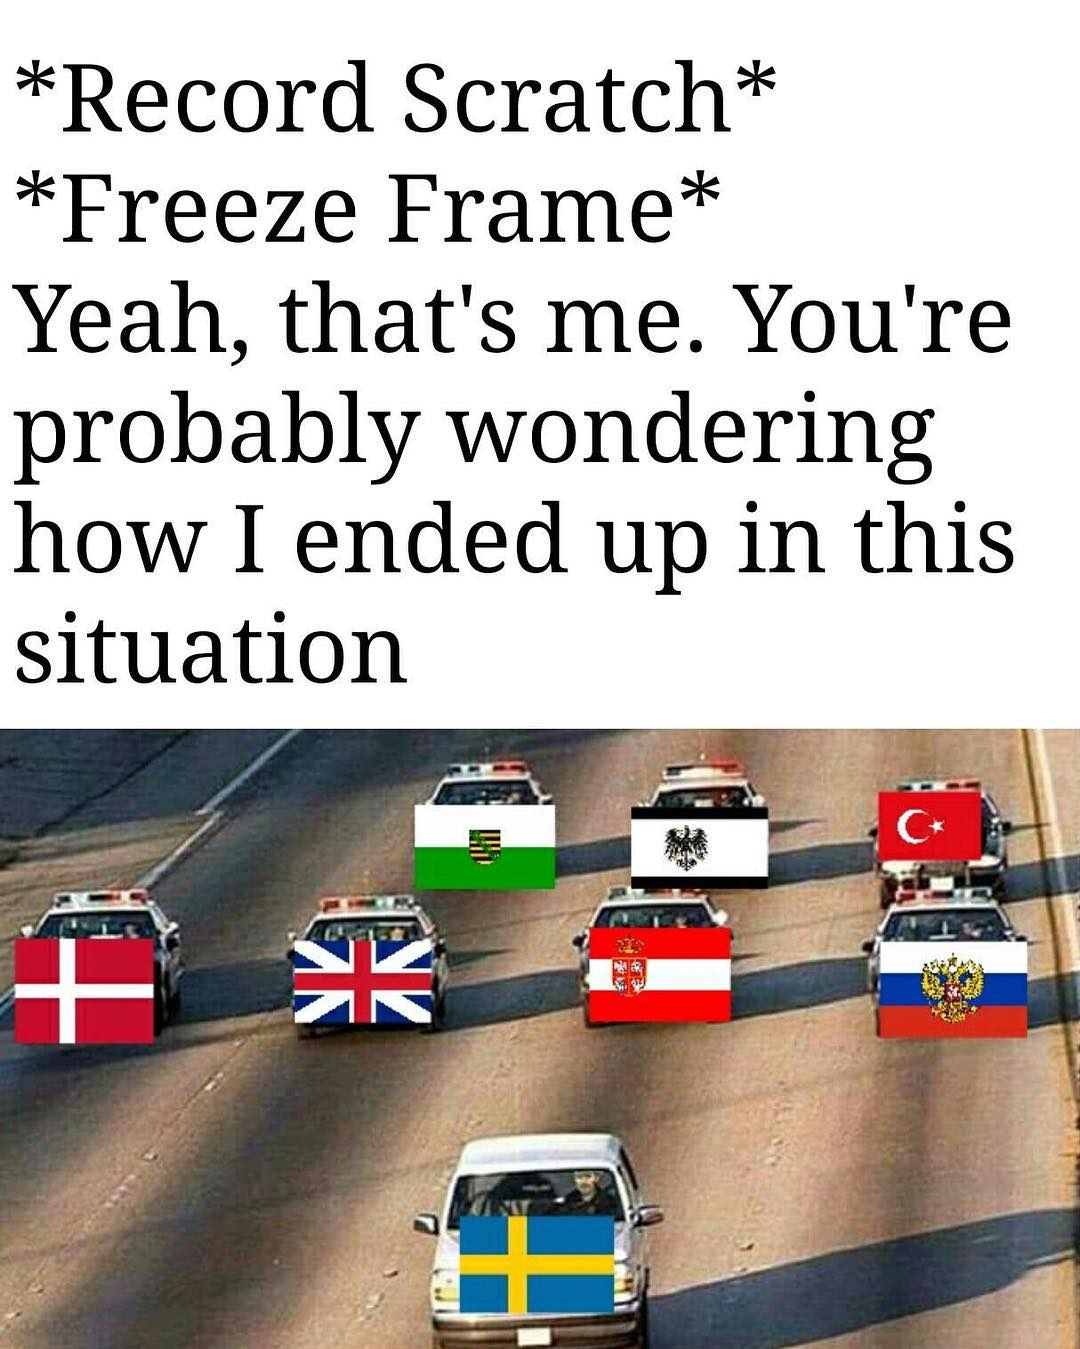 *Record Scratch*
*Freeze Frame*
Yeah, that's me. You're
probably wondering
how I ended up in this
situation